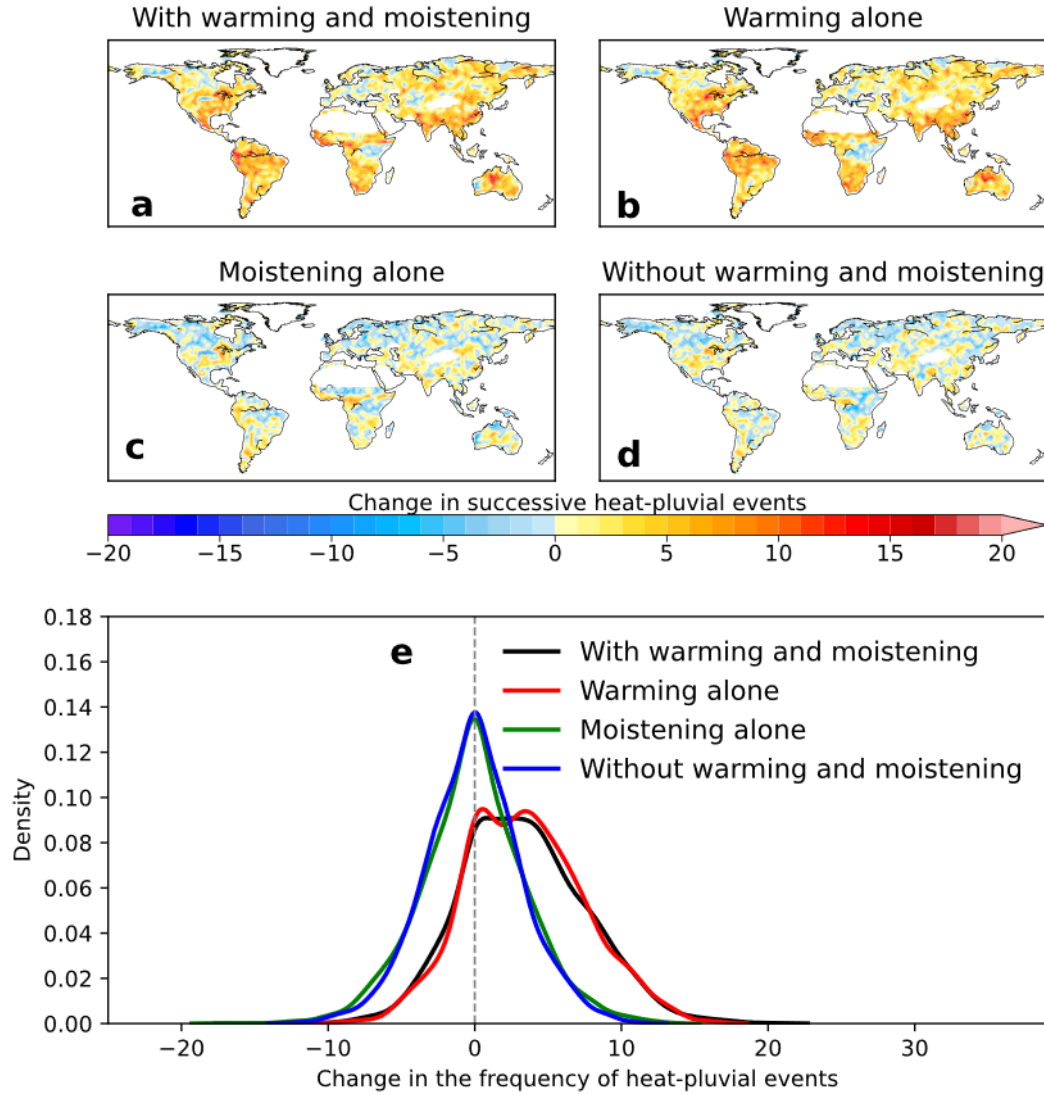 With warming and moistening
Warming alone
a
b
Moistening alone
Without warming and moistening
c
d
Change in successive heat-pluvial events
−20 −15 −10 −5 0 5 10 15 20
0.18
0.16
0.14
0.12
0.10
0.08
0.06
0.04
0.02
0.00
Density
e
With warming and moistening
Warming alone
Moistening alone
Without warming and moistening
−20 −10 0 10 20 30
Change in the frequency of heat-pluvial events